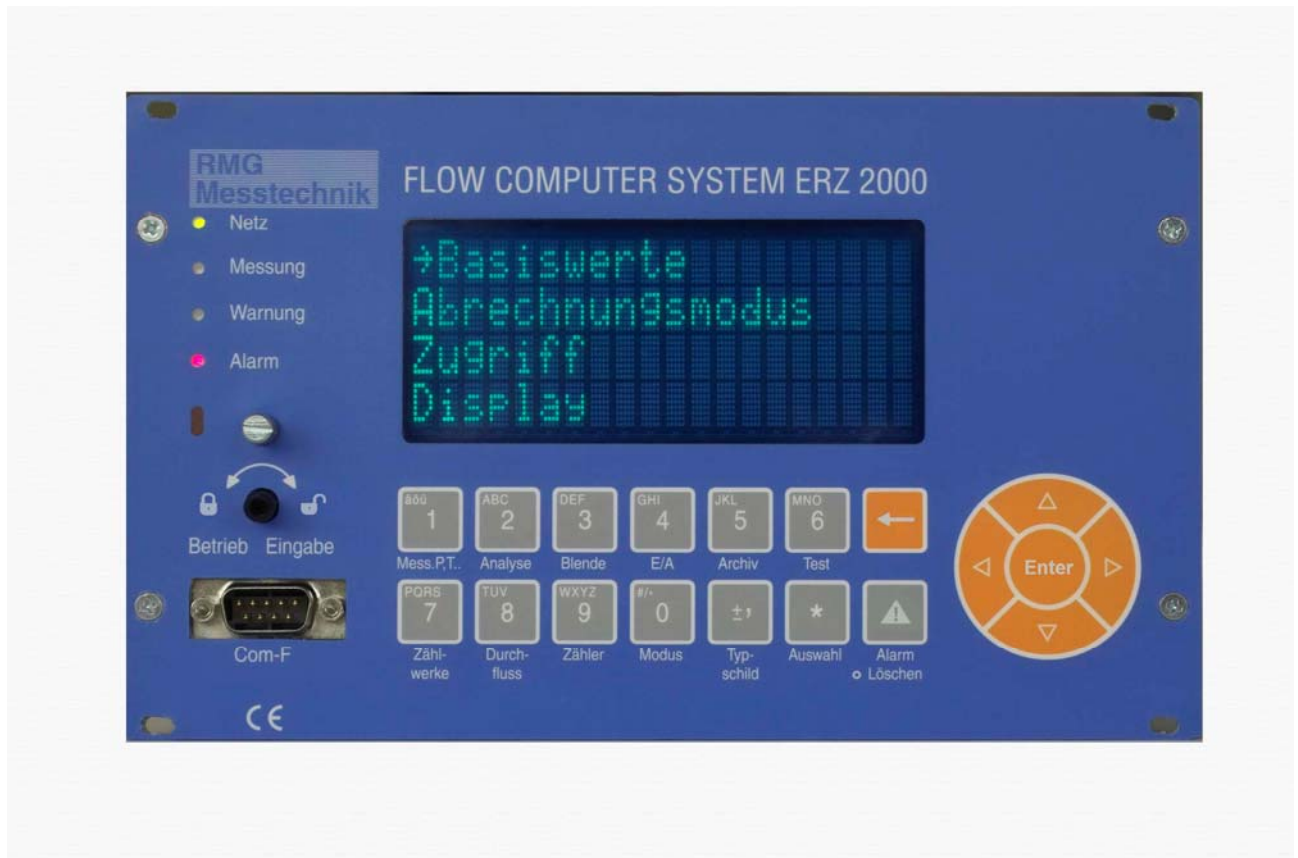 RMG
Messtechnik
FLOW COMPUTER SYSTEM ERZ 2000
Netz
Messung
Warnung
Alarm
→Basiswerte
Abrechnungsmodus
Zugriff
Display
Betrieb Eingabe
Com-F
CE
äöü ABC DEF GHI JKL MNO
1 2 3 4 5 6 ←
Mess.P,T.. Analyse Blende E/A Archiv Test
PQRS TUV WXYZ #/·
7 8 9 0 ±, *
Zähl- Durch- Zähler Modus Typ- Auswahl Alarm
werke fluss schild Löschen
Enter